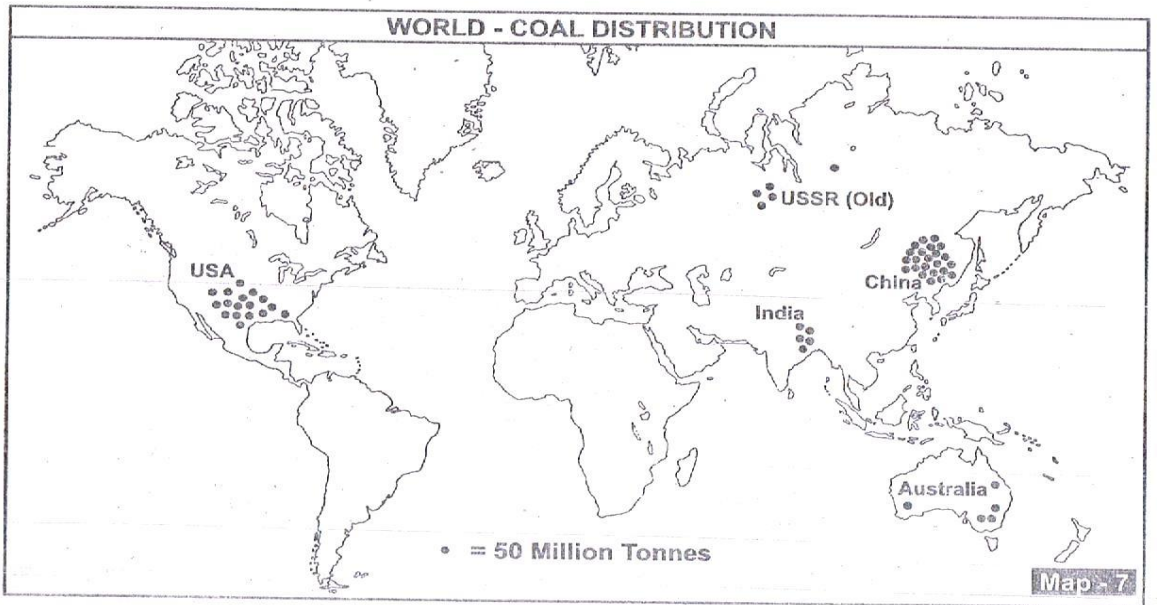 WORLD - COAL DISTRIBUTION
USSR (Old)
USA
China
India
Australia
• = 50 Million Tonnes
Map - 7